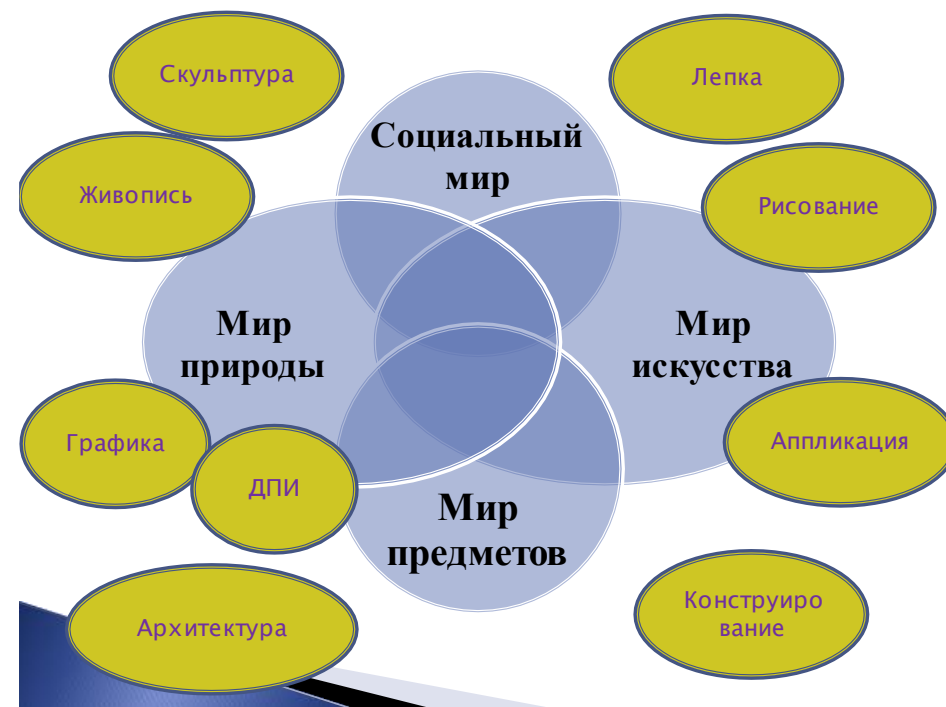 Скульптура
Лепка
Социальный
мир
Живопись
Рисование
Мир
природы
Мир
искусства
Графика
Аппликация
ДПИ
Мир
предметов
Архитектура
Конструиро
вание